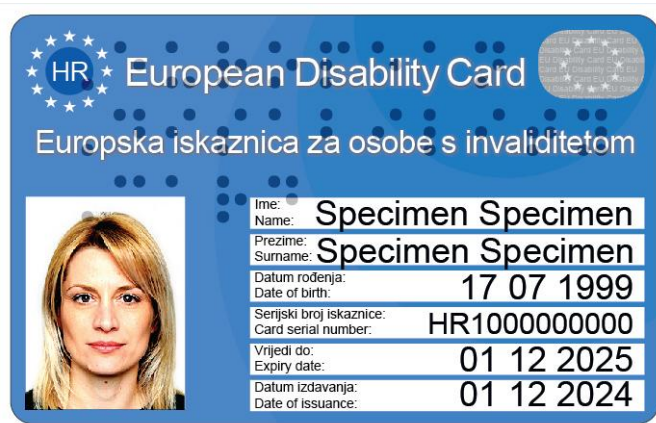 HR
European Disability Card
Europska iskaznica za osobe s invaliditetom
Ime:
Name: Specimen Specimen
Prezime:
Surname: Specimen Specimen
Datum rođenja:
Date of birth: 17 07 1999
Serijski broj iskaznice:
Card serial number: HR1000000000
Vrijedi do:
Expiry date: 01 12 2025
Datum izdavanja:
Date of issuance: 01 12 2024